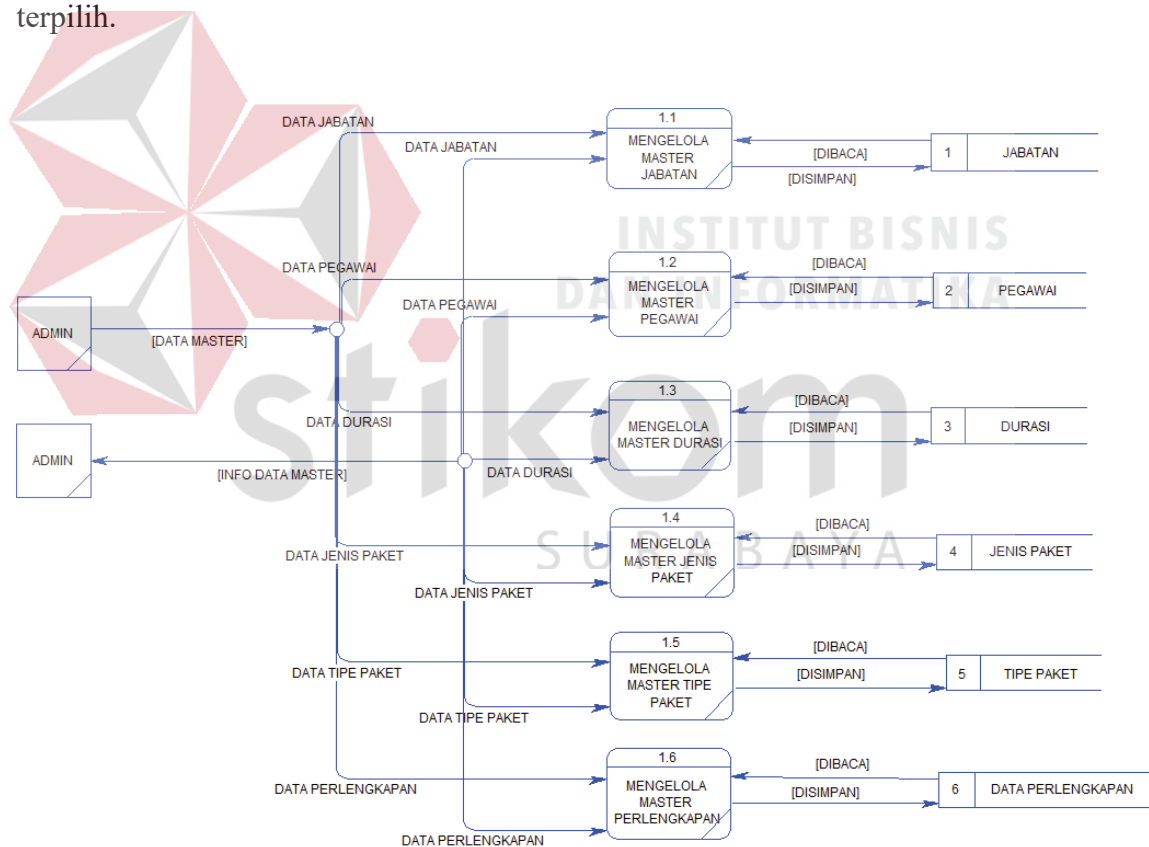 terpilih.
DATA JABATAN
DATA JABATAN
1.1
MENGELOLA
MASTER
JABATAN
[DIBACA]
[DISIMPAN]
1
JABATAN
INSTITUT BISNIS
DAN INFORMATIKA
DATA PEGAWAI
DATA PEGAWAI
1.2
MENGELOLA
MASTER
PEGAWAI
[DIBACA]
[DISIMPAN]
2
PEGAWAI
ADMIN
[DATA MASTER]
stikom
1.3
MENGELOLA
MASTER DURASI
[DIBACA]
[DISIMPAN]
3
DURASI
DATA DURASI
DATA DURASI
ADMIN
[INFO DATA MASTER]
SURABAYA
1.4
MENGELOLA
MASTER JENIS
PAKET
[DIBACA]
[DISIMPAN]
4
JENIS PAKET
DATA JENIS PAKET
DATA JENIS PAKET
1.5
MENGELOLA
MASTER TIPE
PAKET
[DIBACA]
[DISIMPAN]
5
TIPE PAKET
DATA TIPE PAKET
DATA TIPE PAKET
1.6
MENGELOLA
MASTER
PERLENGKAPAN
[DIBACA]
[DISIMPAN]
6
DATA PERLENGKAPAN
DATA PERLENGKAPAN
DATA PERLENGKAPAN